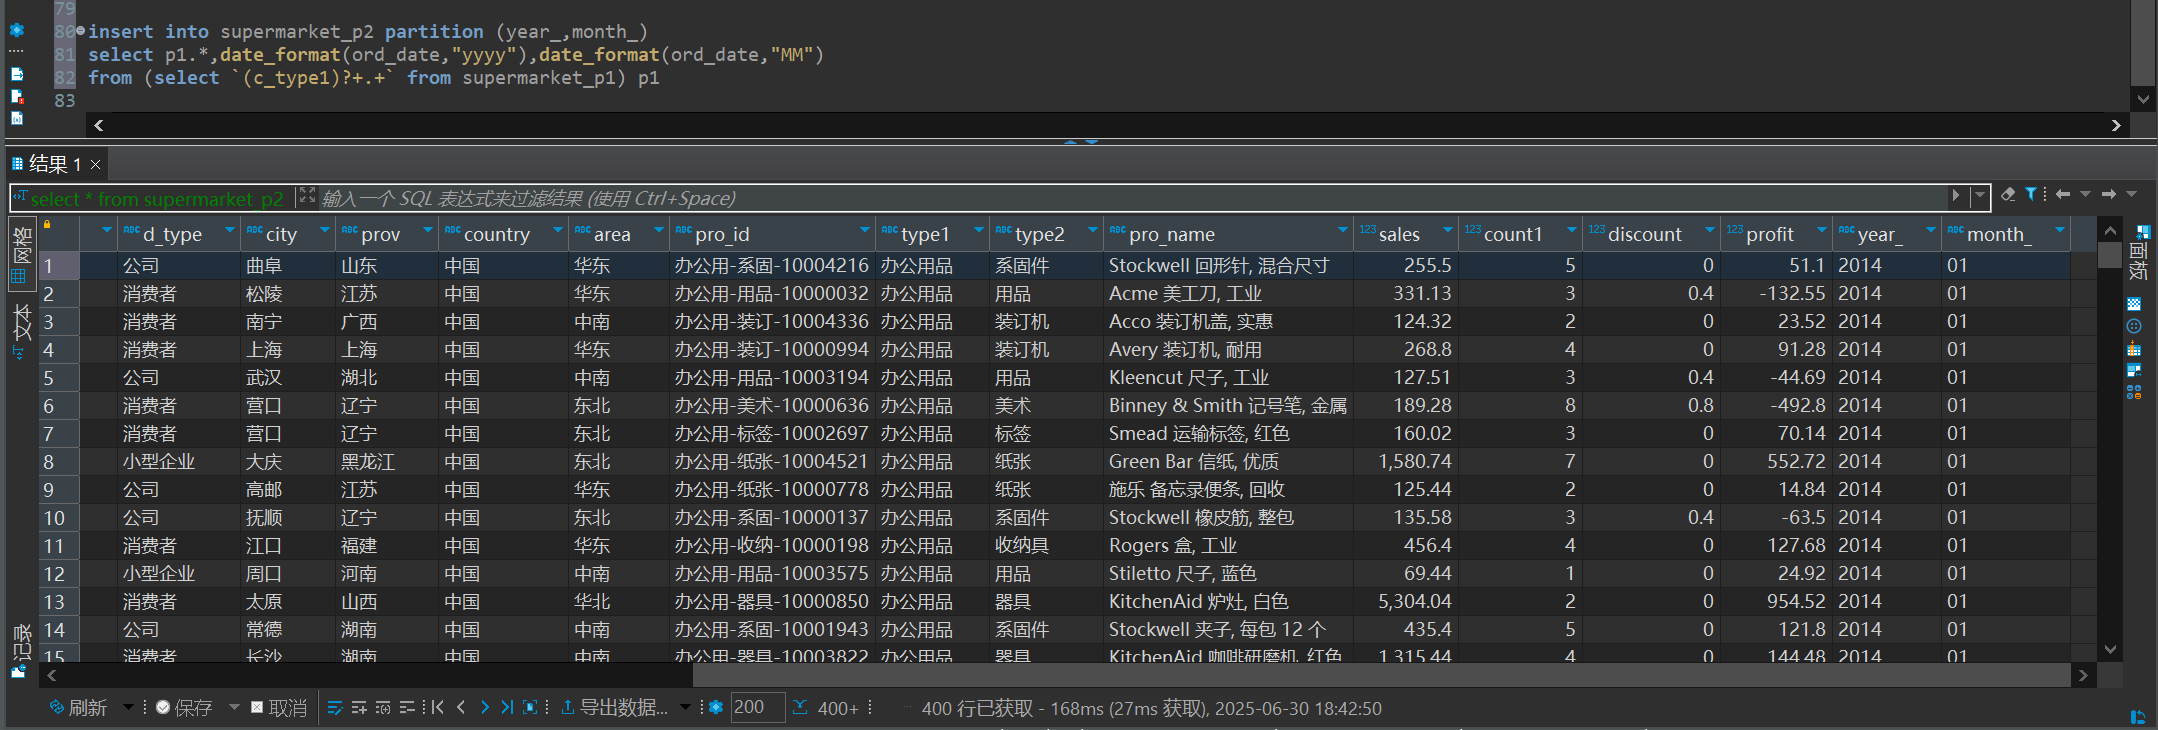 79
80 insert into supermarket_p2 partition (year_,month_)
81 select p1.*,date_format(ord_date,"yyyy"),date_format(ord_date,"MM")
82 from (select `(c_type1)?+.+` from supermarket_p1) p1
83
结果 1 ×
select * from supermarket_p2 输入一个 SQL 表达式来过滤结果 (使用 Ctrl+Space)
网格
文本
记录
面板
d_type city prov country area pro_id type1 type2 pro_name sales count1 discount profit year_ month_
1 公司 曲阜 山东 中国 华东 办公用-系固-10004216 办公用品 系固件 Stockwell 回形针, 混合尺寸 255.5 5 0 51.1 2014 01
2 消费者 松陵 江苏 中国 华东 办公用-用品-10000032 办公用品 用品 Acme 美工刀, 工业 331.13 3 0.4 -132.55 2014 01
3 消费者 南宁 广西 中国 中南 办公用-装订-10004336 办公用品 装订机 Acco 装订机盖, 实惠 124.32 2 0 23.52 2014 01
4 消费者 上海 上海 中国 华东 办公用-装订-10000994 办公用品 装订机 Avery 装订机, 耐用 268.8 4 0 91.28 2014 01
5 公司 武汉 湖北 中国 中南 办公用-用品-10003194 办公用品 用品 Kleencut 尺子, 工业 127.51 3 0.4 -44.69 2014 01
6 消费者 营口 辽宁 中国 东北 办公用-美术-10000636 办公用品 美术 Binney & Smith 记号笔, 金属 189.28 8 0.8 -492.8 2014 01
7 消费者 营口 辽宁 中国 东北 办公用-标签-10002697 办公用品 标签 Smead 运输标签, 红色 160.02 3 0 70.14 2014 01
8 小型企业 大庆 黑龙江 中国 东北 办公用-纸张-10004521 办公用品 纸张 Green Bar 信纸, 优质 1,580.74 7 0 552.72 2014 01
9 公司 高邮 江苏 中国 华东 办公用-纸张-10000778 办公用品 纸张 施乐 备忘录便条, 回收 125.44 2 0 14.84 2014 01
10 公司 抚顺 辽宁 中国 东北 办公用-系固-10000137 办公用品 系固件 Stockwell 橡皮筋, 整包 135.58 3 0.4 -63.5 2014 01
11 消费者 江口 福建 中国 华东 办公用-收纳-10000198 办公用品 收纳具 Rogers 盒, 工业 456.4 4 0 127.68 2014 01
12 小型企业 周口 河南 中国 中南 办公用-用品-10003575 办公用品 用品 Stiletto 尺子, 蓝色 69.44 1 0 24.92 2014 01
13 消费者 太原 山西 中国 华北 办公用-器具-10000850 办公用品 器具 KitchenAid 炉灶, 白色 5,304.04 2 0 954.52 2014 01
14 公司 常德 湖南 中国 中南 办公用-系固-10001943 办公用品 系固件 Stockwell 夹子, 每包 12 个 435.4 5 0 121.8 2014 01
15 消费者 长沙 湖南 中国 中南 办公用-器具-10003822 办公用品 器具 KitchenAid 咖啡研磨机, 红色 1,315.44 4 0 144.48 2014 01
刷新 保存 取消 导出数据... 200 400+ 400 行已获取 - 168ms (27ms 获取), 2025-06-30 18:42:50